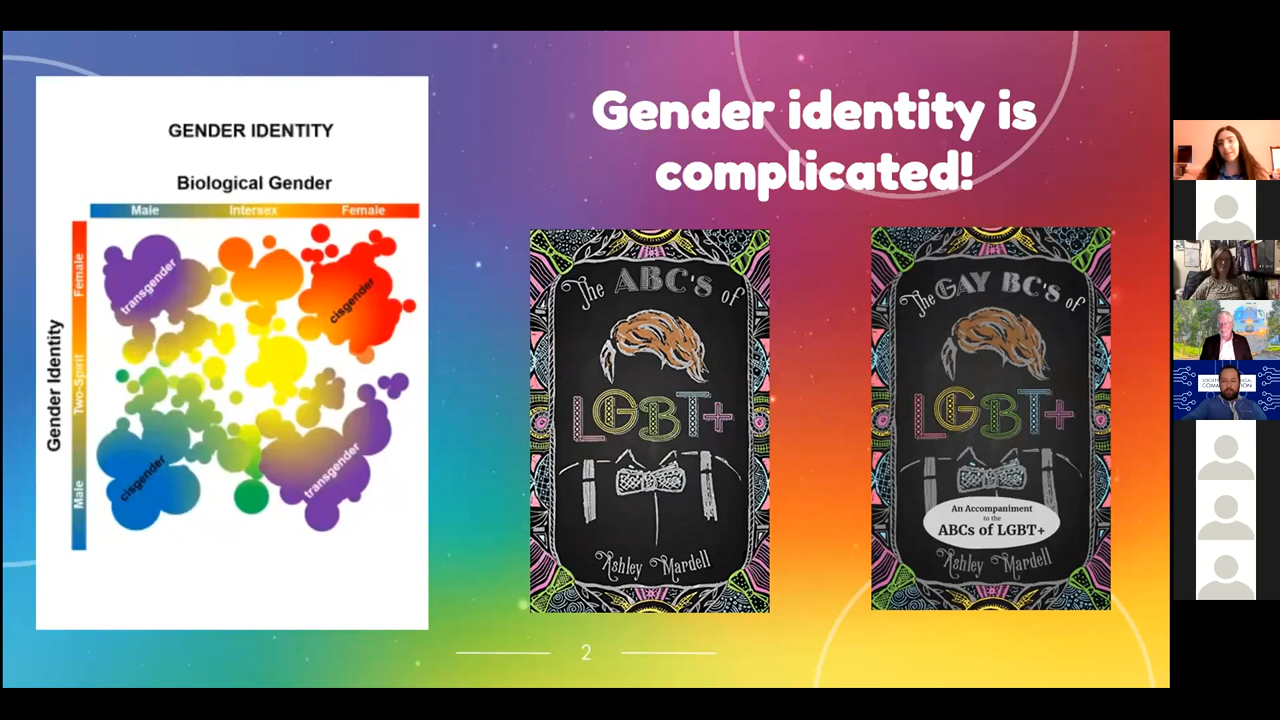 GENDER IDENTITY
Biological Gender
Male Intersex Female
Gender Identity
Female
Two-Spirit
Male
transgender
cisgender
cisgender
transgender
Gender identity is
complicated!
The ABC's of
LGBT+
Ashley Mardell
The GAY BC's of
LGBT+
An Accompaniment
to the
ABCs of LGBT+
Ashley Mardell
2